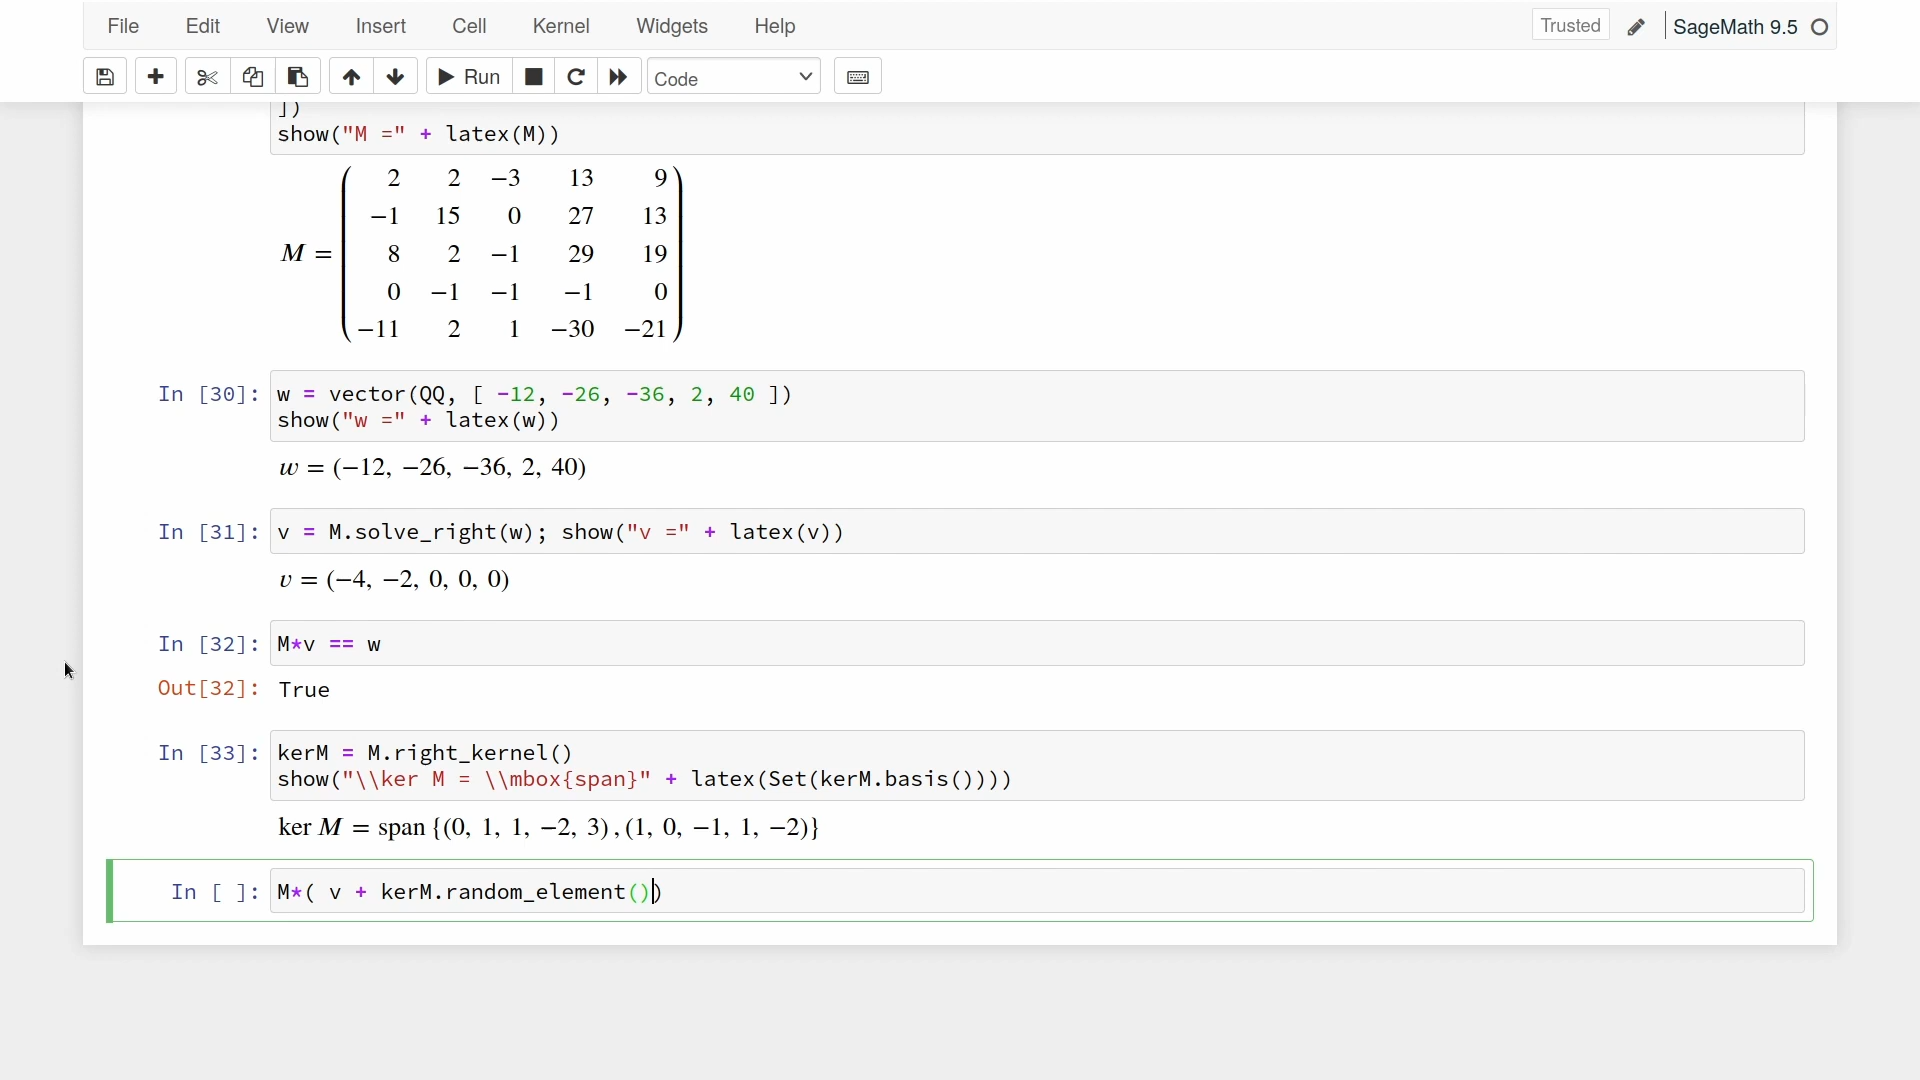 File Edit View Insert Cell Kernel Widgets Help Trusted SageMath 9.5
Run Code
])
show("M =" + latex(M))
2 2 −3 13 9
−1 15 0 27 13
M = 8 2 −1 29 19
0 −1 −1 −1 0
−11 2 1 −30 −21
In [30]: w = vector(QQ, [ -12, -26, -36, 2, 40 ])
show("w =" + latex(w))
w = (−12, −26, −36, 2, 40)
In [31]: v = M.solve_right(w); show("v =" + latex(v))
v = (−4, −2, 0, 0, 0)
In [32]: M*v == w
Out[32]: True
In [33]: kerM = M.right_kernel()
show("\\ker M = \\mbox{span}" + latex(Set(kerM.basis())))
ker M = span {(0, 1, 1, −2, 3) , (1, 0, −1, 1, −2)}
In [ ]: M*( v + kerM.random_element())